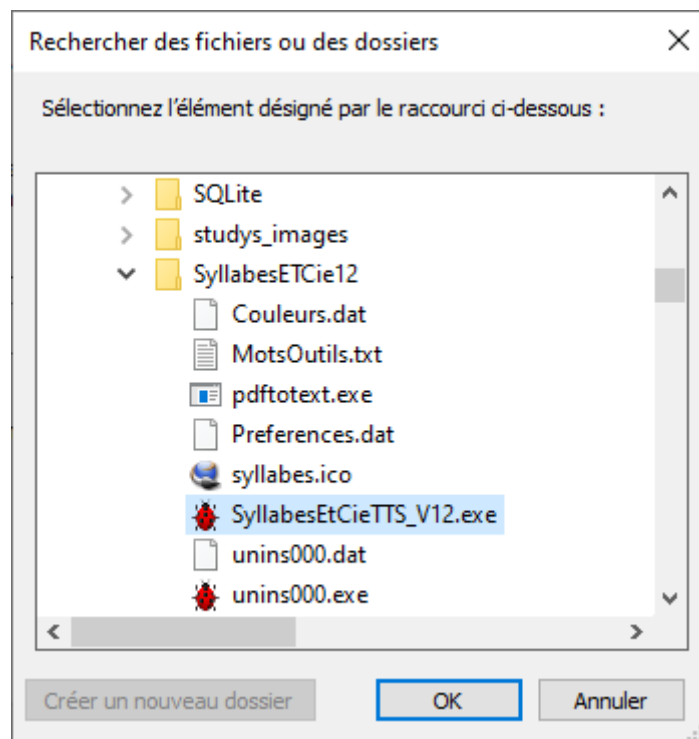 Rechercher des fichiers ou des dossiers
Sélectionnez l'élément désigné par le raccourci ci-dessous :
SQLite
studys_images
SyllabesETCie12
Couleurs.dat
MotsOutils.txt
pdftotext.exe
Preferences.dat
syllabes.ico
SyllabesEtCieTTS_V12.exe
unins000.dat
unins000.exe
Créer un nouveau dossier OK Annuler